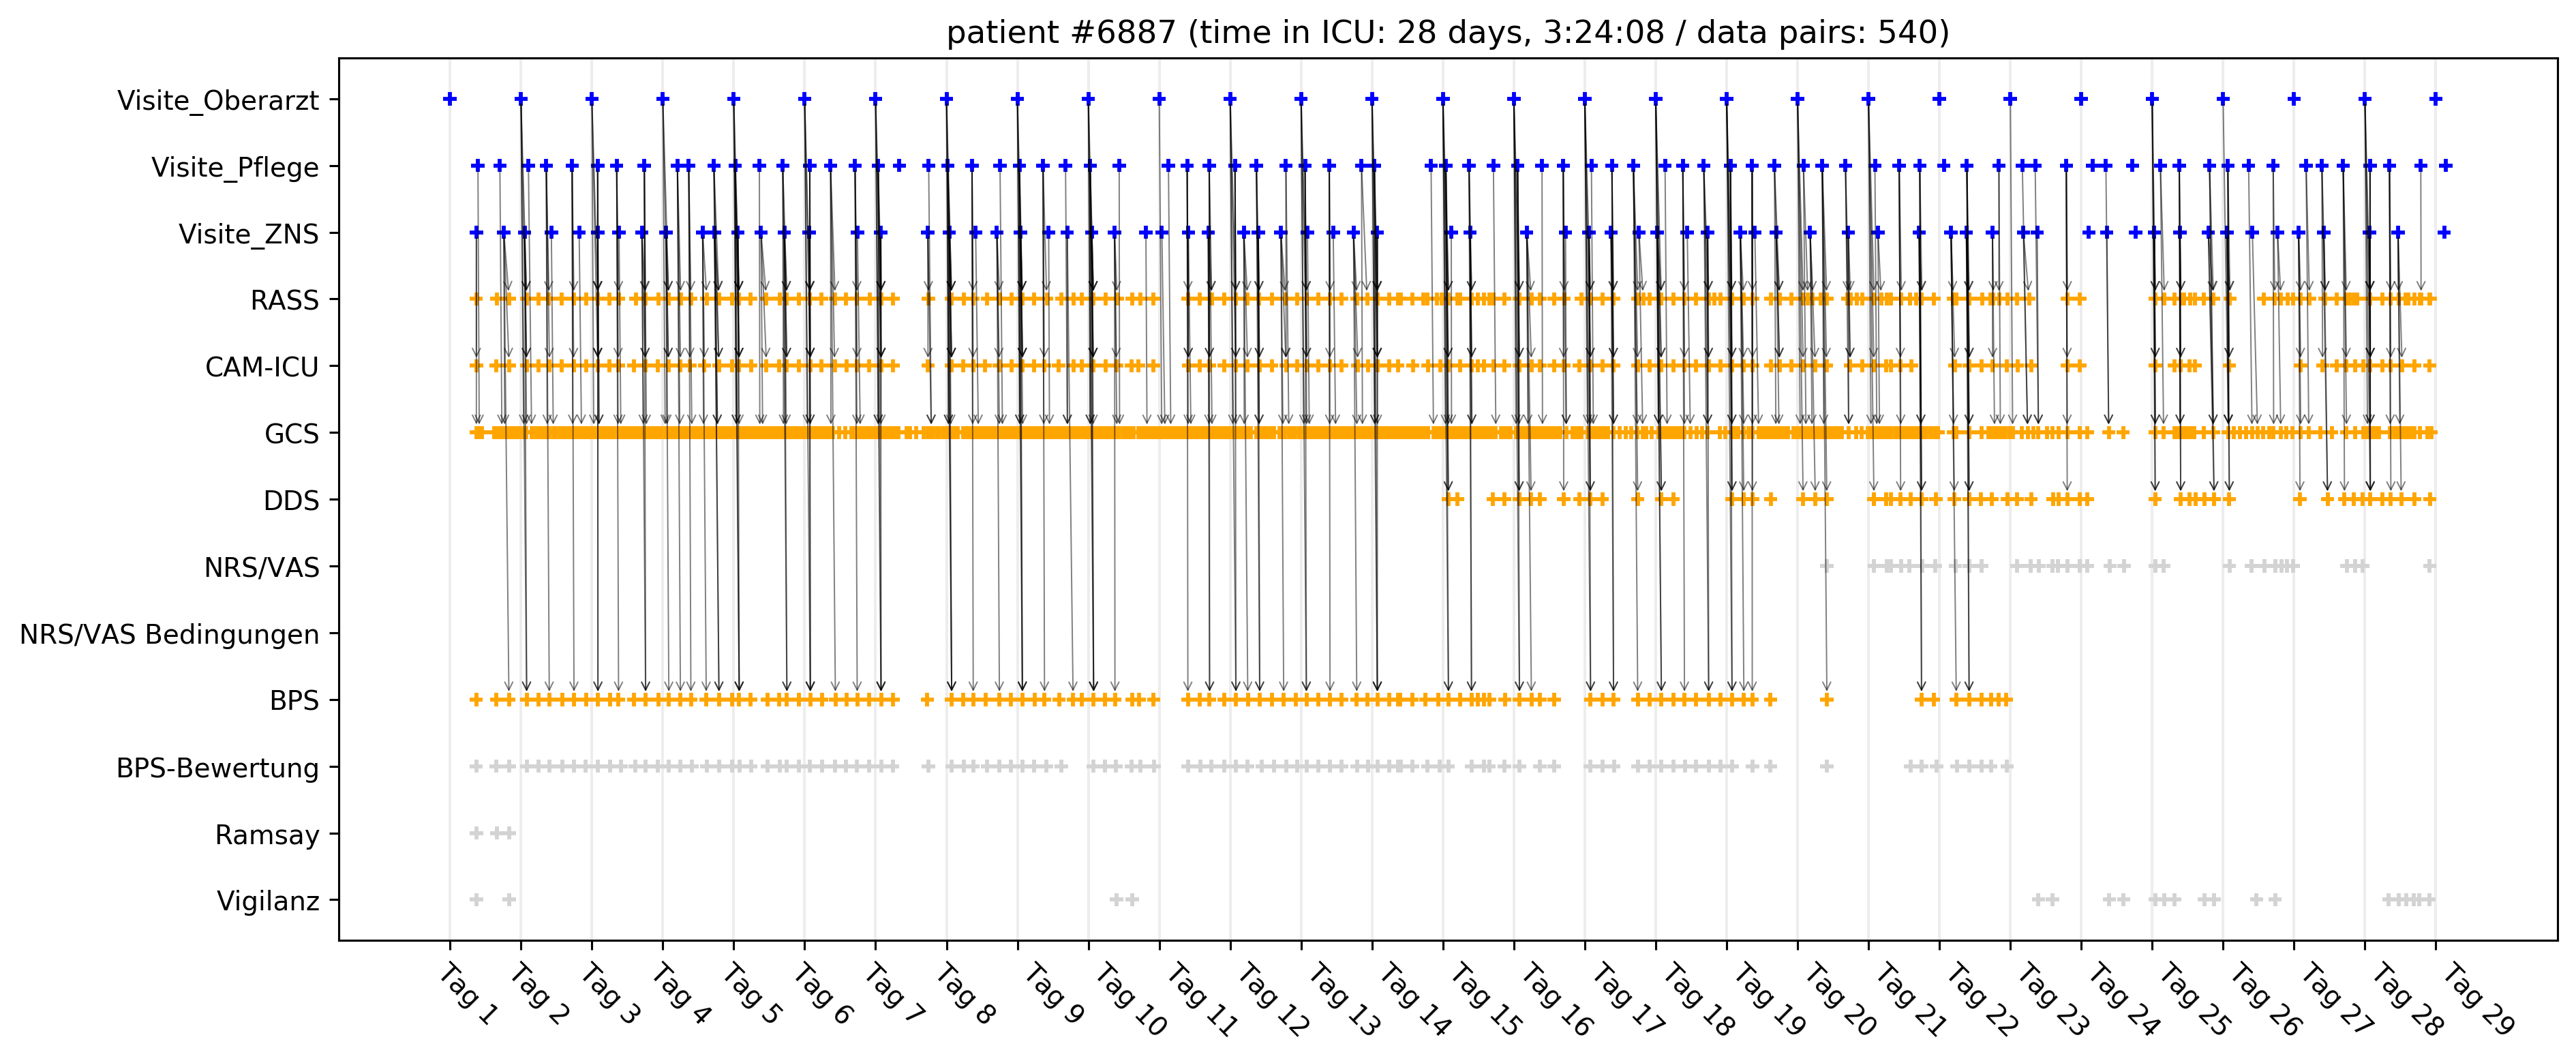 patient #6887 (time in ICU: 28 days, 3:24:08 / data pairs: 540)
Visite_Oberarzt
Visite_Pflege
Visite_ZNS
RASS
CAM-ICU
GCS
DDS
NRS/VAS
NRS/VAS Bedingungen
BPS
BPS-Bewertung
Ramsay
Vigilanz
Tag 1
Tag 2
Tag 3
Tag 4
Tag 5
Tag 6
Tag 7
Tag 8
Tag 9
Tag 10
Tag 11
Tag 12
Tag 13
Tag 14
Tag 15
Tag 16
Tag 17
Tag 18
Tag 19
Tag 20
Tag 21
Tag 22
Tag 23
Tag 24
Tag 25
Tag 26
Tag 27
Tag 28
Tag 29